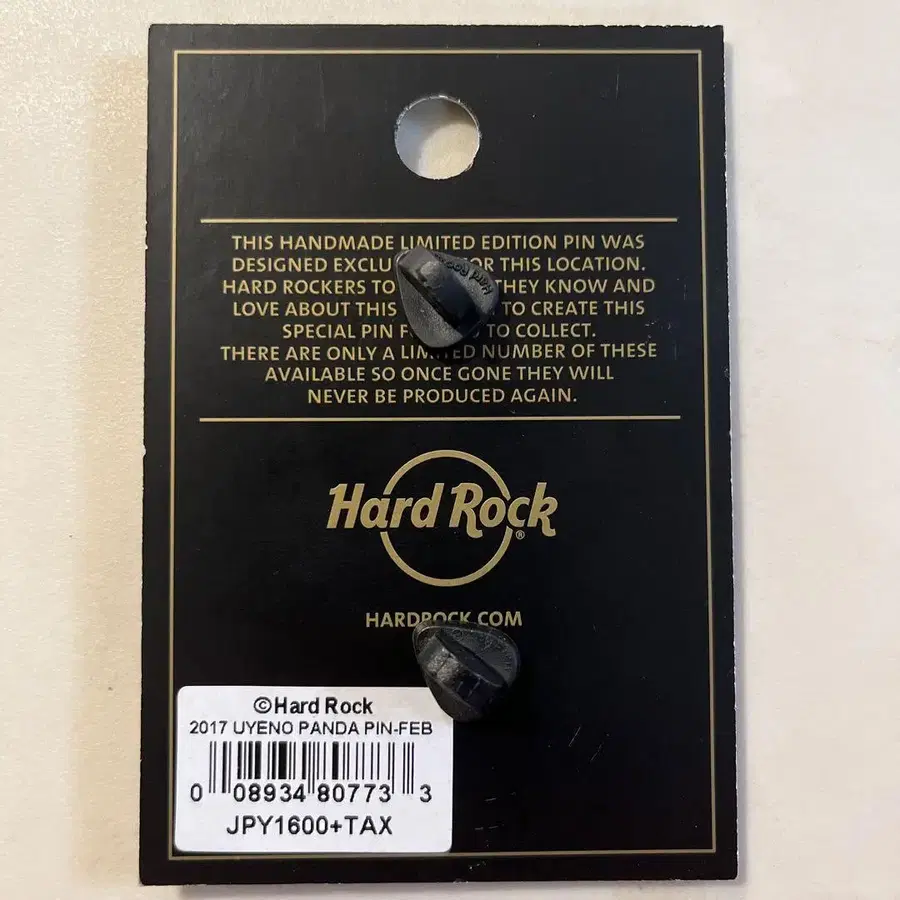 THIS HANDMADE LIMITED EDITION PIN WAS
DESIGNED EXCLU OR THIS LOCATION.
HARD ROCKERS TO THEY KNOW AND
LOVE ABOUT THIS TO CREATE THIS
SPECIAL PIN F TO COLLECT.
THERE ARE ONLY A LIMITED NUMBER OF THESE
AVAILABLE SO ONCE GONE THEY WILL
NEVER BE PRODUCED AGAIN.
Hard Rock®
HARDROCK.COM
©Hard Rock
2017 UYENO PANDA PIN-FEB
0 08934 80773 3
JPY1600+TAX